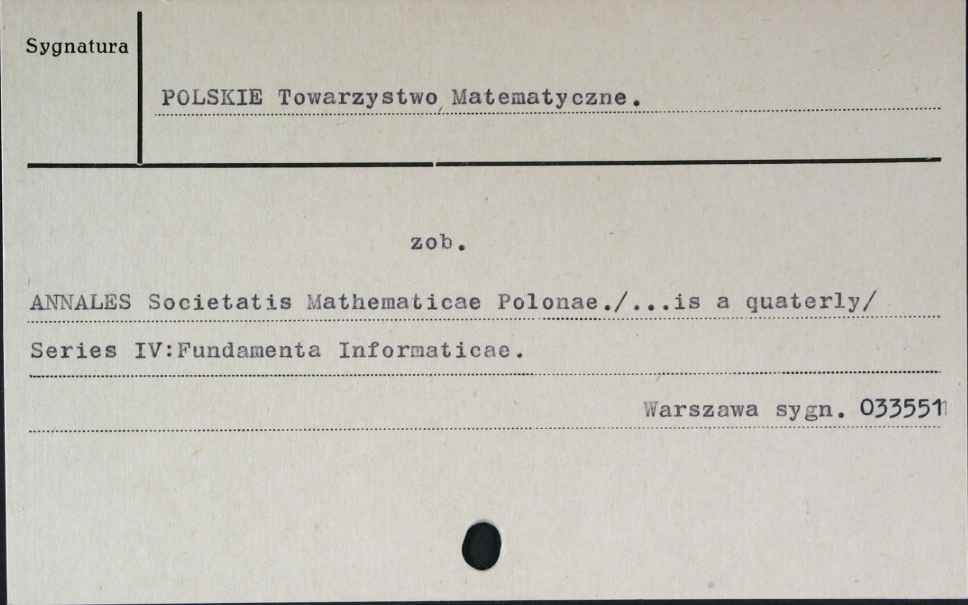 Sygnatura
POLSKIE Towarzystwo Matematyczne.
zob.
ANNALES Societatis Mathematicae Polonae./...is a quaterly/
Series IV:Fundamenta Informaticae.
Warszawa sygn. 033551